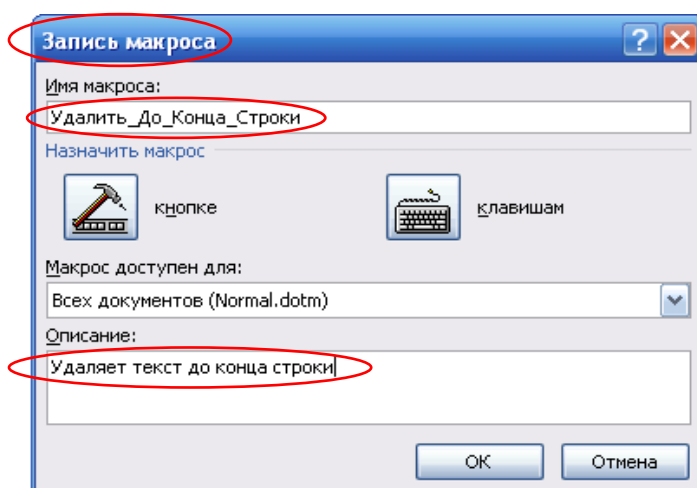 Запись макроса
?
Имя макроса:
Удалить_До_Конца_Строки
Назначить макрос
кнопке
клавишам
Макрос доступен для:
Всех документов (Normal.dotm)
Описание:
Удаляет текст до конца строки
ОК
Отмена